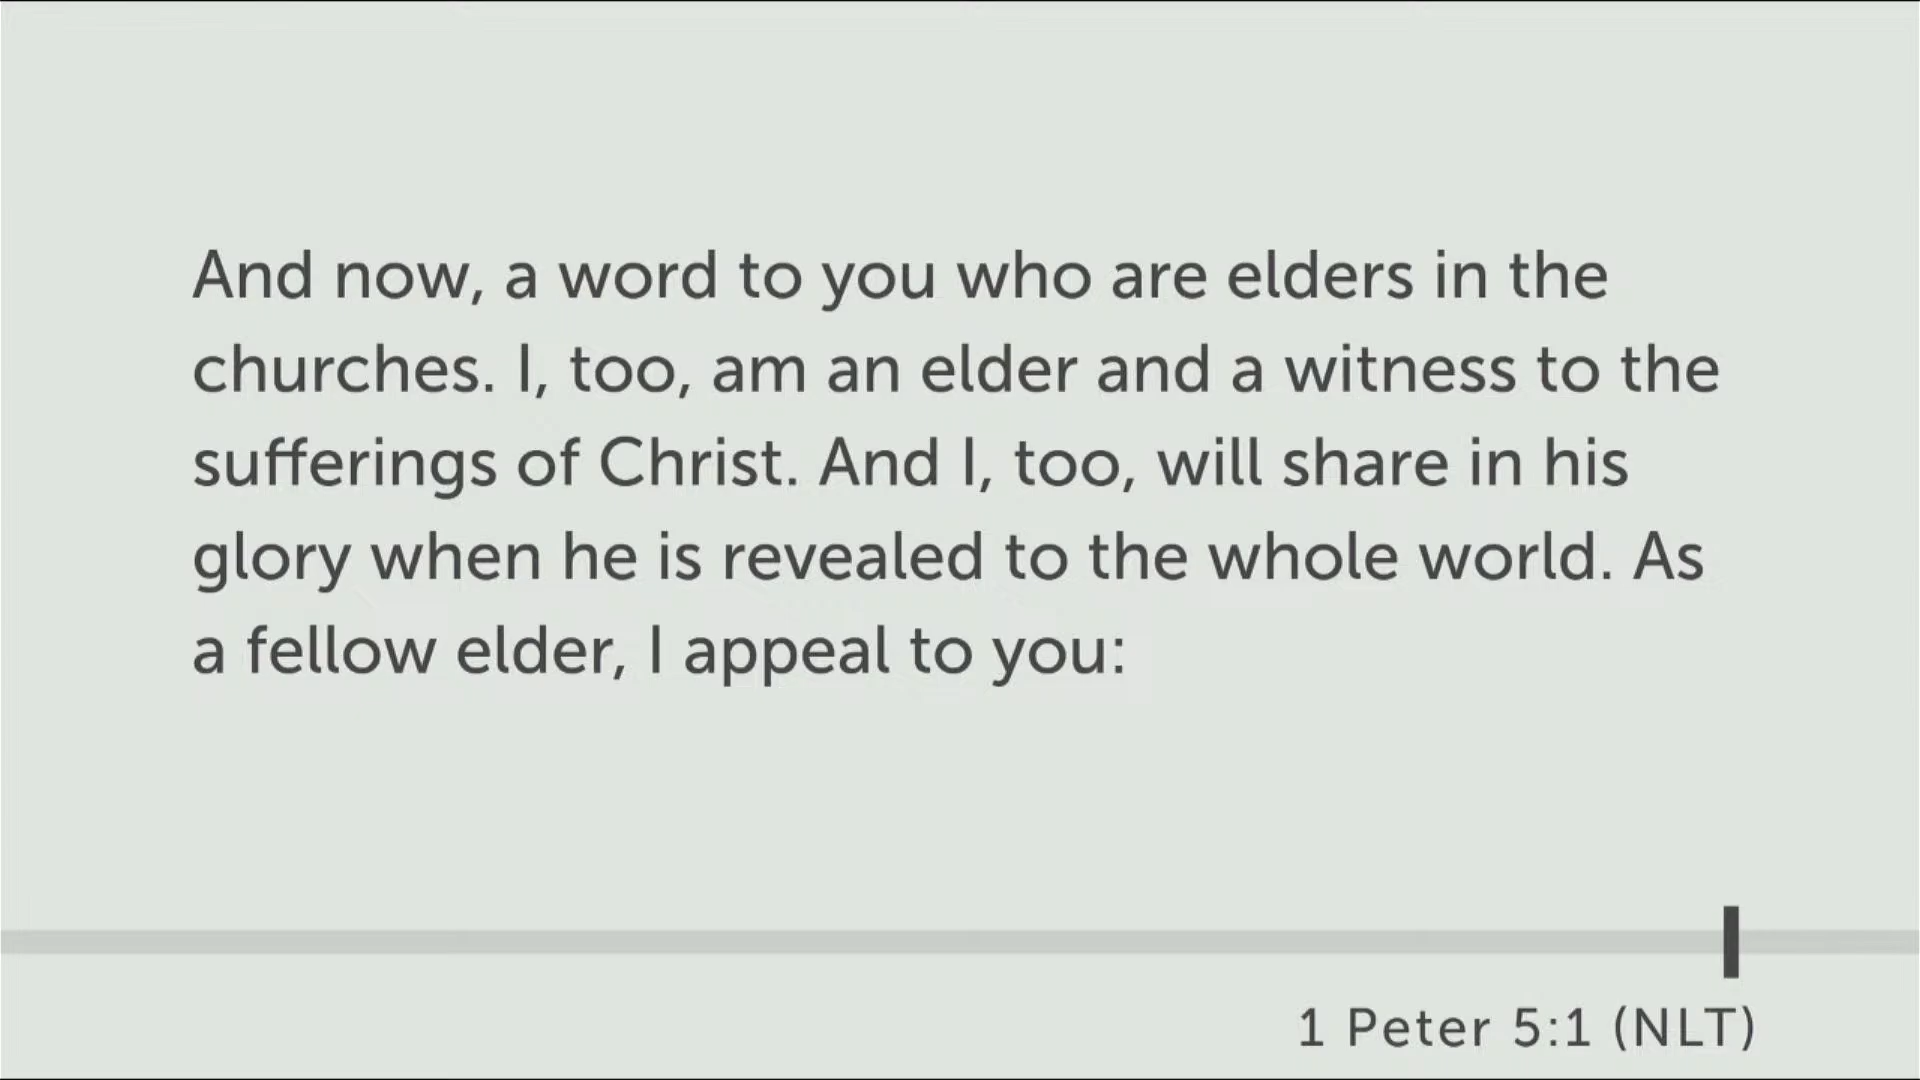 And now, a word to you who are elders in the
churches. I, too, am an elder and a witness to the
sufferings of Christ. And I, too, will share in his
glory when he is revealed to the whole world. As
a fellow elder, I appeal to you:
1 Peter 5:1 (NLT)